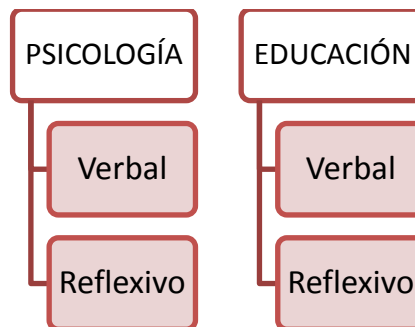 PSICOLOGÍA
Verbal
Reflexivo
EDUCACIÓN
Verbal
Reflexivo